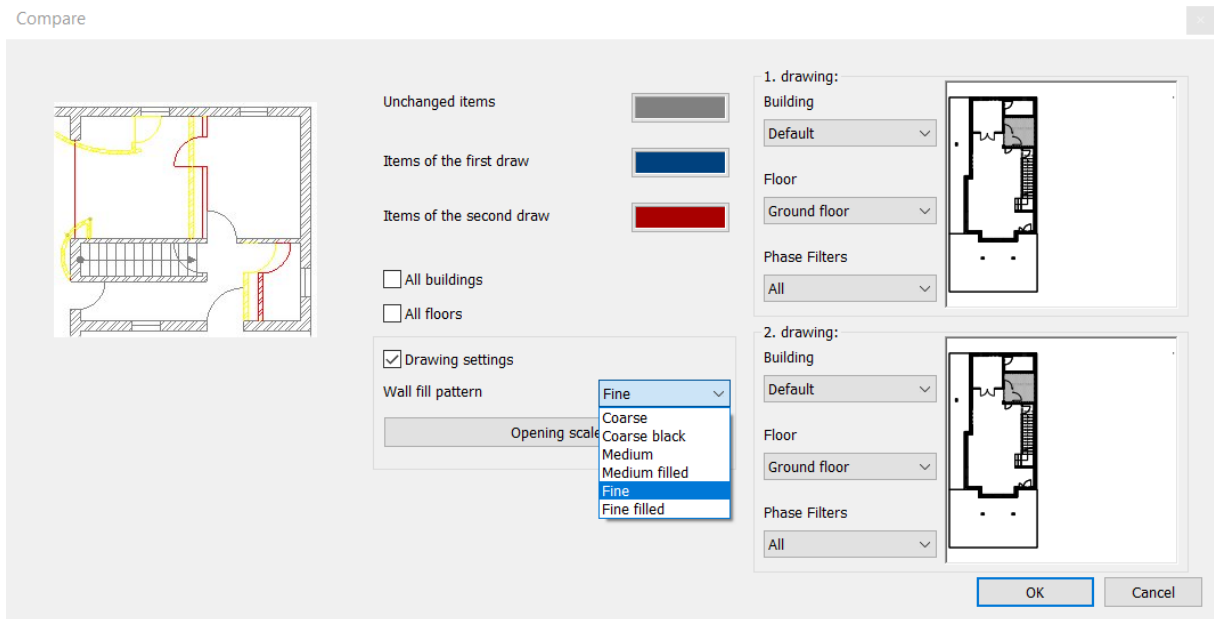 Compare
Unchanged items
Items of the first draw
Items of the second draw
All buildings
All floors
Drawing settings
Wall fill pattern
Fine
Opening scale
Coarse
Coarse black
Medium
Medium filled
Fine
Fine filled
1. drawing:
Building
Default
Floor
Ground floor
Phase Filters
All
2. drawing:
Building
Default
Floor
Ground floor
Phase Filters
All
OK
Cancel